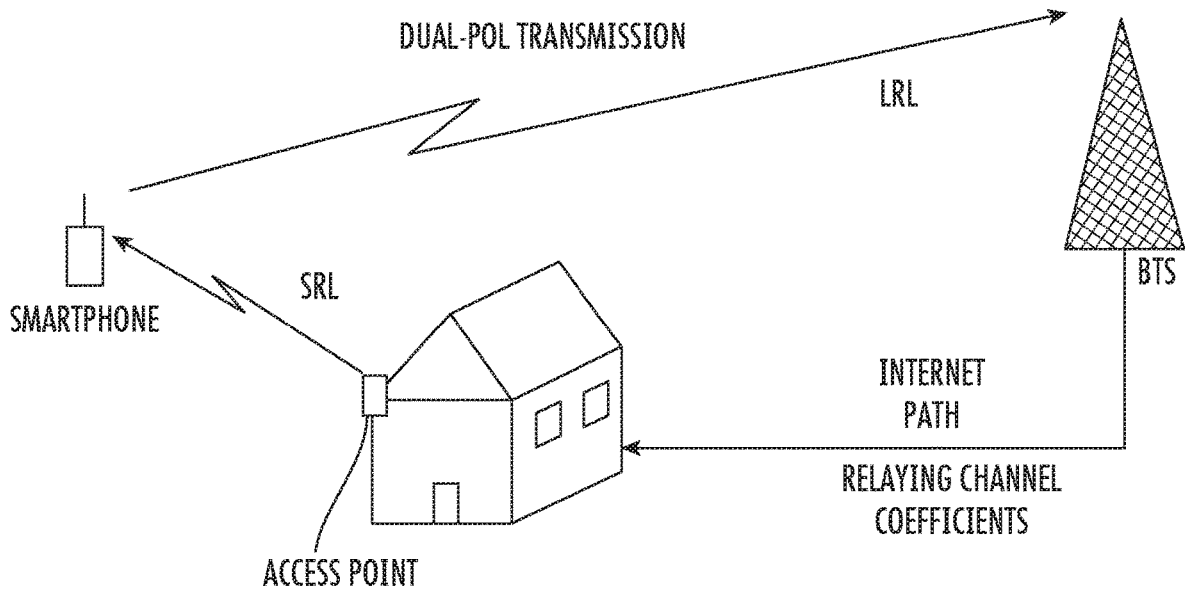 DUAL-POL TRANSMISSION
LRL
BTS
SRL
SMARTPHONE
INTERNET
PATH
RELAYING CHANNEL
COEFFICIENTS
ACCESS POINT